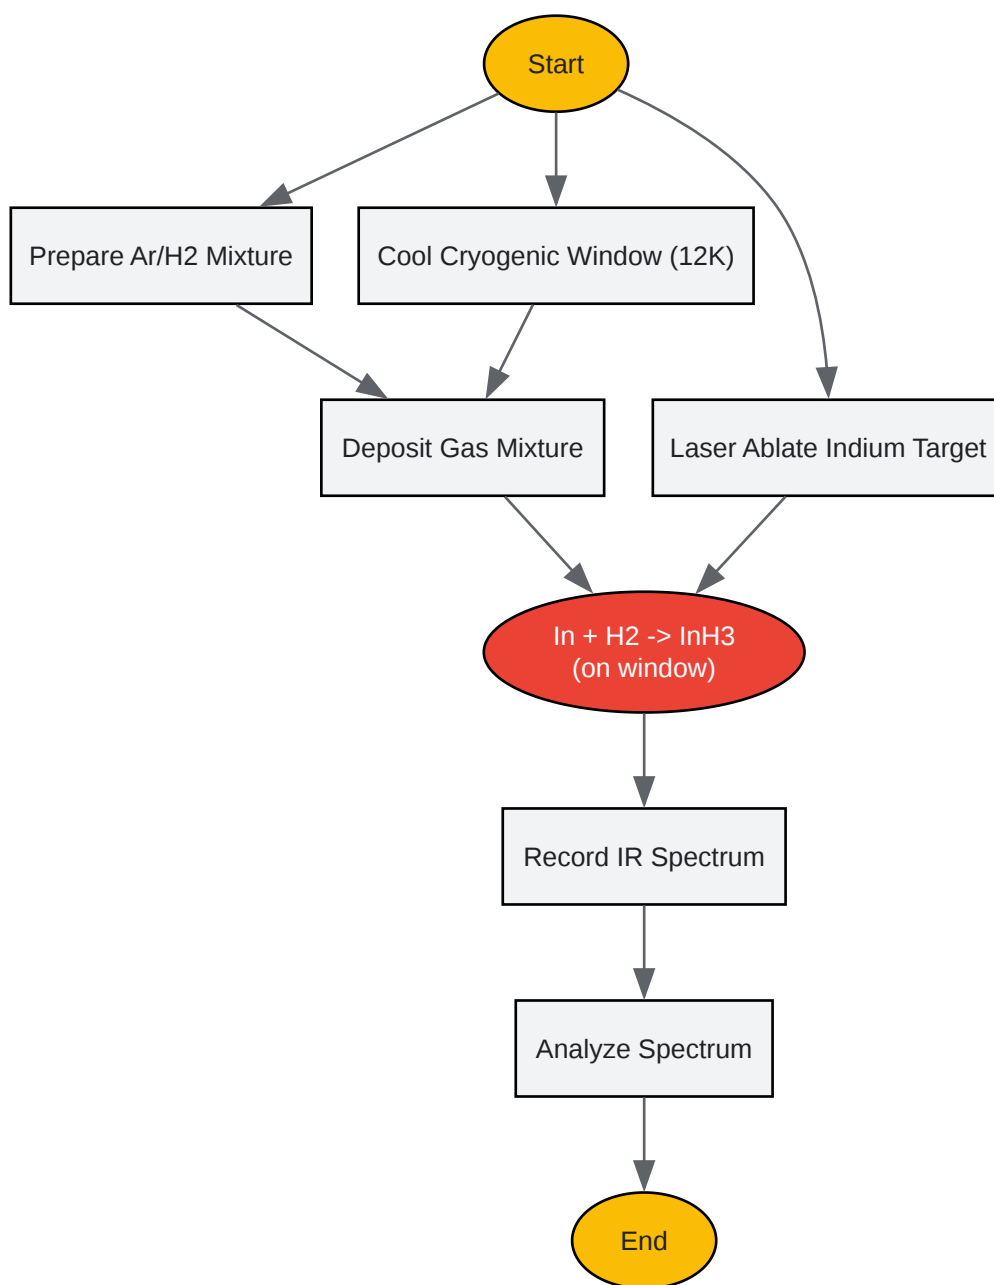 Start
Prepare Ar/H2 Mixture
Cool Cryogenic Window (12K)
Deposit Gas Mixture
Laser Ablate Indium Target
In + H2 -> InH3
(on window)
Record IR Spectrum
Analyze Spectrum
End